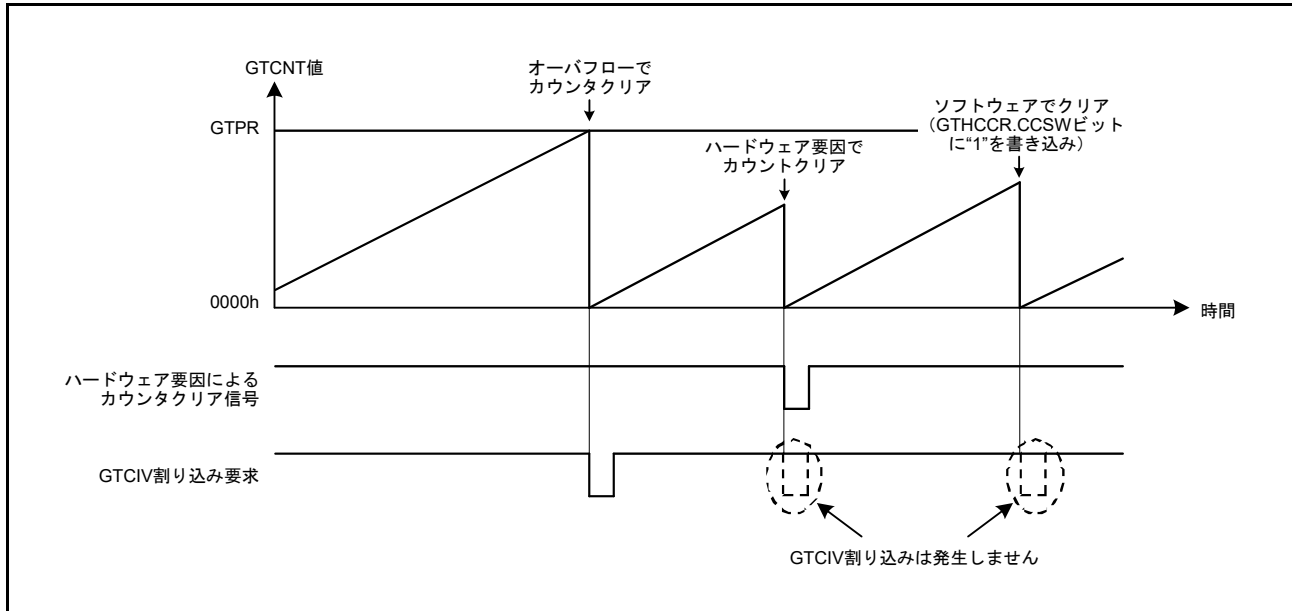 GTCNT値
オーバフローで
カウンタクリア
ソフトウェアでクリア
（GTHCCR.CCSWビット
に“1”を書き込み）
GTPR
ハードウェア要因で
カウントクリア
0000h
時間
ハードウェア要因による
カウンタクリア信号
GTCIV割り込み要求
GTCIV割り込みは発生しません